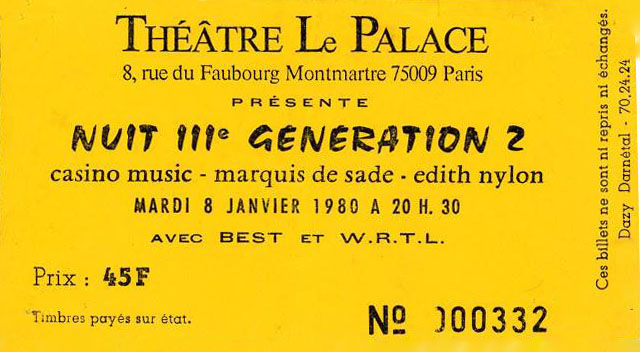 THÉÂTRE Le PALACE
8, rue du Faubourg Montmartre 75009 Paris
PRÉSENTE
NUIT IIIe GENERATION 2
casino music - marquis de sade - edith nylon
MARDI 8 JANVIER 1980 A 20 H. 30
AVEC BEST ET W.R.T.L.
Prix : 45F
Timbres payés sur état.
No 000332
Ces billets ne sont ni repris ni échangés.
Dazy Darnétal - 70.24.24